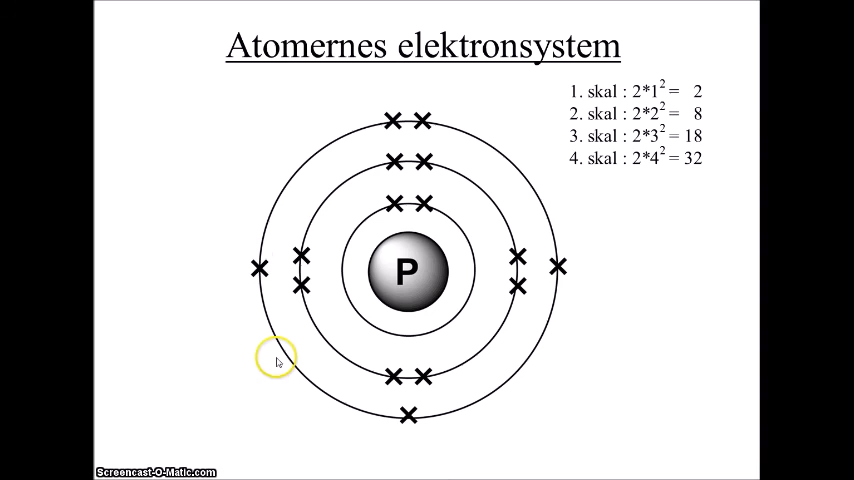 Atomernes elektronsystem
1. skal : 2*1² = 2
2. skal : 2*2² = 8
3. skal : 2*3² = 18
4. skal : 2*4² = 32
P
Screencast-O-Matic.com